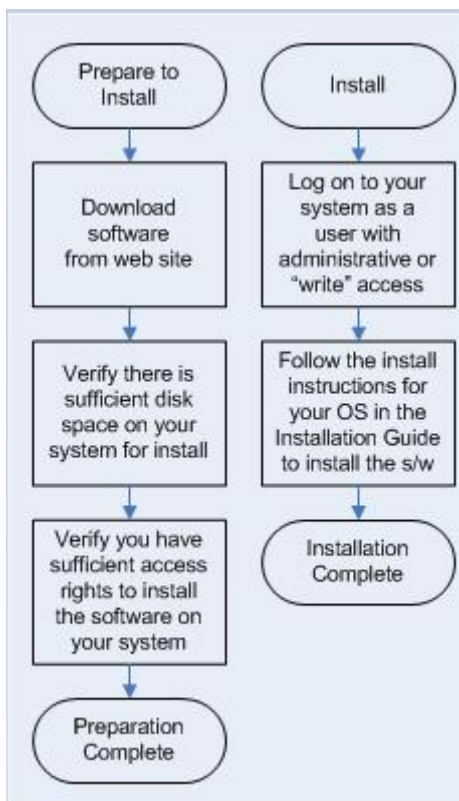 Prepare to
Install
Download
software
from web site
Verify there is
sufficient disk
space on your
system for install
Verify you have
sufficient access
rights to install
the software on
your system
Preparation
Complete
Install
Log on to your
system as a
user with
administrative or
“write” access
Follow the install
instructions for
your OS in the
Installation Guide
to install the s/w
Installation
Complete